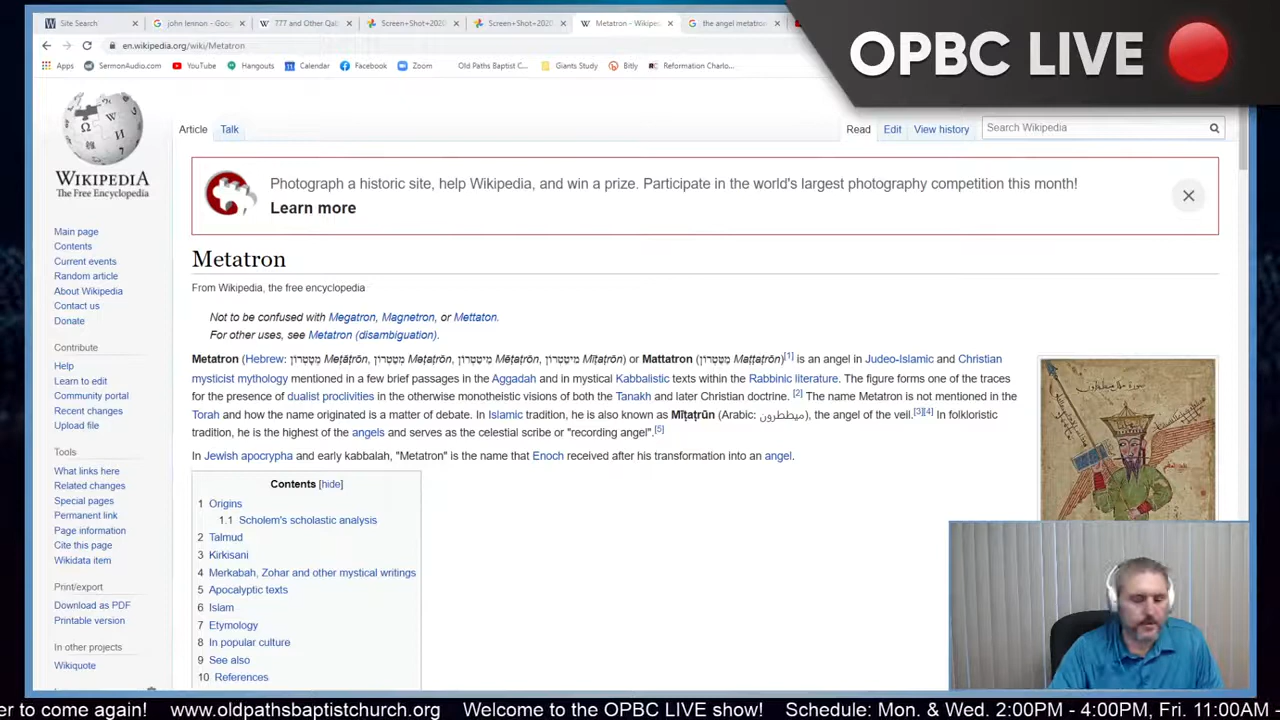 Site Search
john lennon - Goo
777 and Other Qab
Screen+Shot+2020
Screen+Shot+2020
Metatron - Wikiped
the angel metatron
OPBC LIVE
en.wikipedia.org/wiki/Metatron
Apps
SermonAudio.com
YouTube
Hangouts
Calendar
Facebook
Zoom
Old Paths Baptist C...
Giants Study
Bitly
Reformation Charlo...
Article
Talk
Read
Edit
View history
Search Wikipedia
WIKIPEDIA
The Free Encyclopedia
Photograph a historic site, help Wikipedia, and win a prize. Participate in the world's largest photography competition this month!
Learn more
Main page
Contents
Current events
Random article
About Wikipedia
Contact us
Donate
Contribute
Help
Learn to edit
Community portal
Recent changes
Upload file
Tools
What links here
Related changes
Special pages
Permanent link
Page information
Cite this page
Wikidata item
Print/export
Download as PDF
Printable version
In other projects
Wikiquote
Metatron
From Wikipedia, the free encyclopedia
Not to be confused with Megatron, Magnetron, or Mettaton.
For other uses, see Metatron (disambiguation).
Metatron (Hebrew: מֶטָטְרוֹן Meṭāṭrōn, מְטַטְרוֹן Məṭaṭrōn, מֵיטַטְרוֹן Mēṭaṭrōn, מִיטַטְרוֹן Mīṭaṭrōn) or Mattatron (מַטַּטְרוֹן Maṭṭaṭrōn)[1] is an angel in Judeo-Islamic and Christian
mysticist mythology mentioned in a few brief passages in the Aggadah and in mystical Kabbalistic texts within the Rabbinic literature. The figure forms one of the traces
for the presence of dualist proclivities in the otherwise monotheistic visions of both the Tanakh and later Christian doctrine. [2] The name Metatron is not mentioned in the
Torah and how the name originated is a matter of debate. In Islamic tradition, he is also known as Mīṭaṭrūn (Arabic: ميططرون), the angel of the veil.[3][4] In folkloristic
tradition, he is the highest of the angels and serves as the celestial scribe or "recording angel".[5]
In Jewish apocrypha and early kabbalah, "Metatron" is the name that Enoch received after his transformation into an angel.
Contents [hide]
1 Origins
1.1 Scholem's scholastic analysis
2 Talmud
3 Kirkisani
4 Merkabah, Zohar and other mystical writings
5 Apocalyptic texts
6 Islam
7 Etymology
8 In popular culture
9 See also
10 References
er to come again! www.oldpathsbaptistchurch.org Welcome to the OPBC LIVE show! Schedule: Mon. & Wed. 2:00PM - 4:00PM, Fri. 11:00AM -